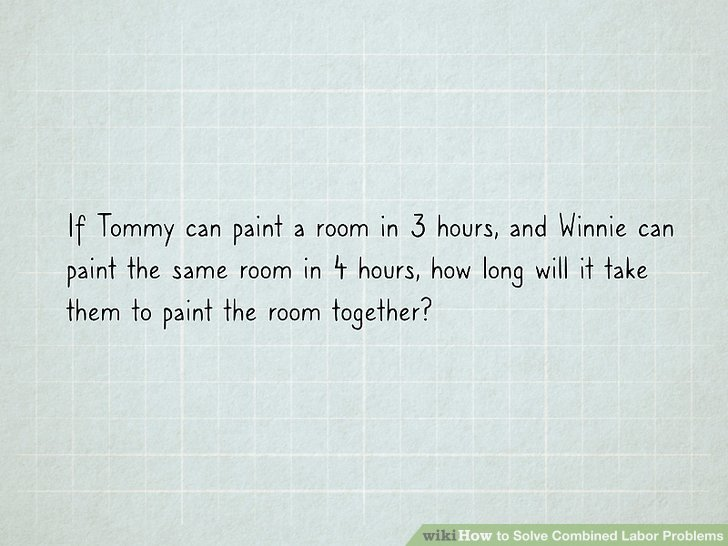 If Tommy can paint a room in 3 hours, and Winnie can
paint the same room in 4 hours, how long will it take
them to paint the room together?
wikiHow to Solve Combined Labor Problems